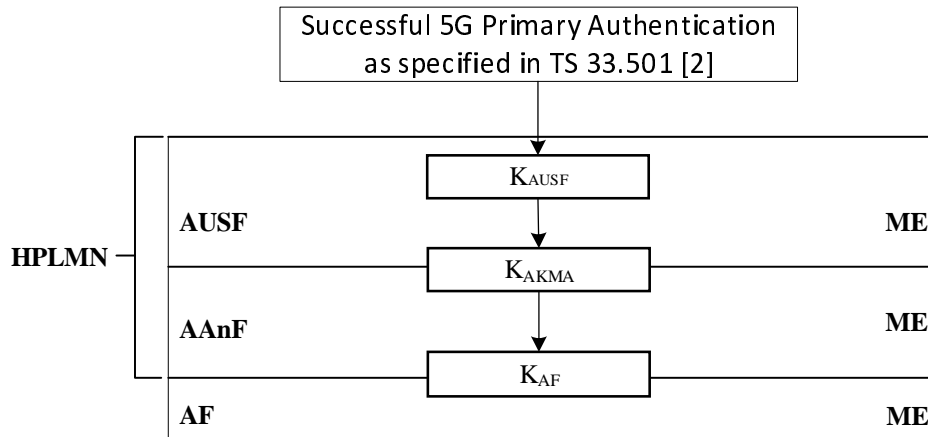 Successful 5G Primary Authentication
as specified in TS 33.501 [2]
KAUSF
AUSF
ME
HPLMN
KAKMA
AAnF
ME
KAF
AF
ME